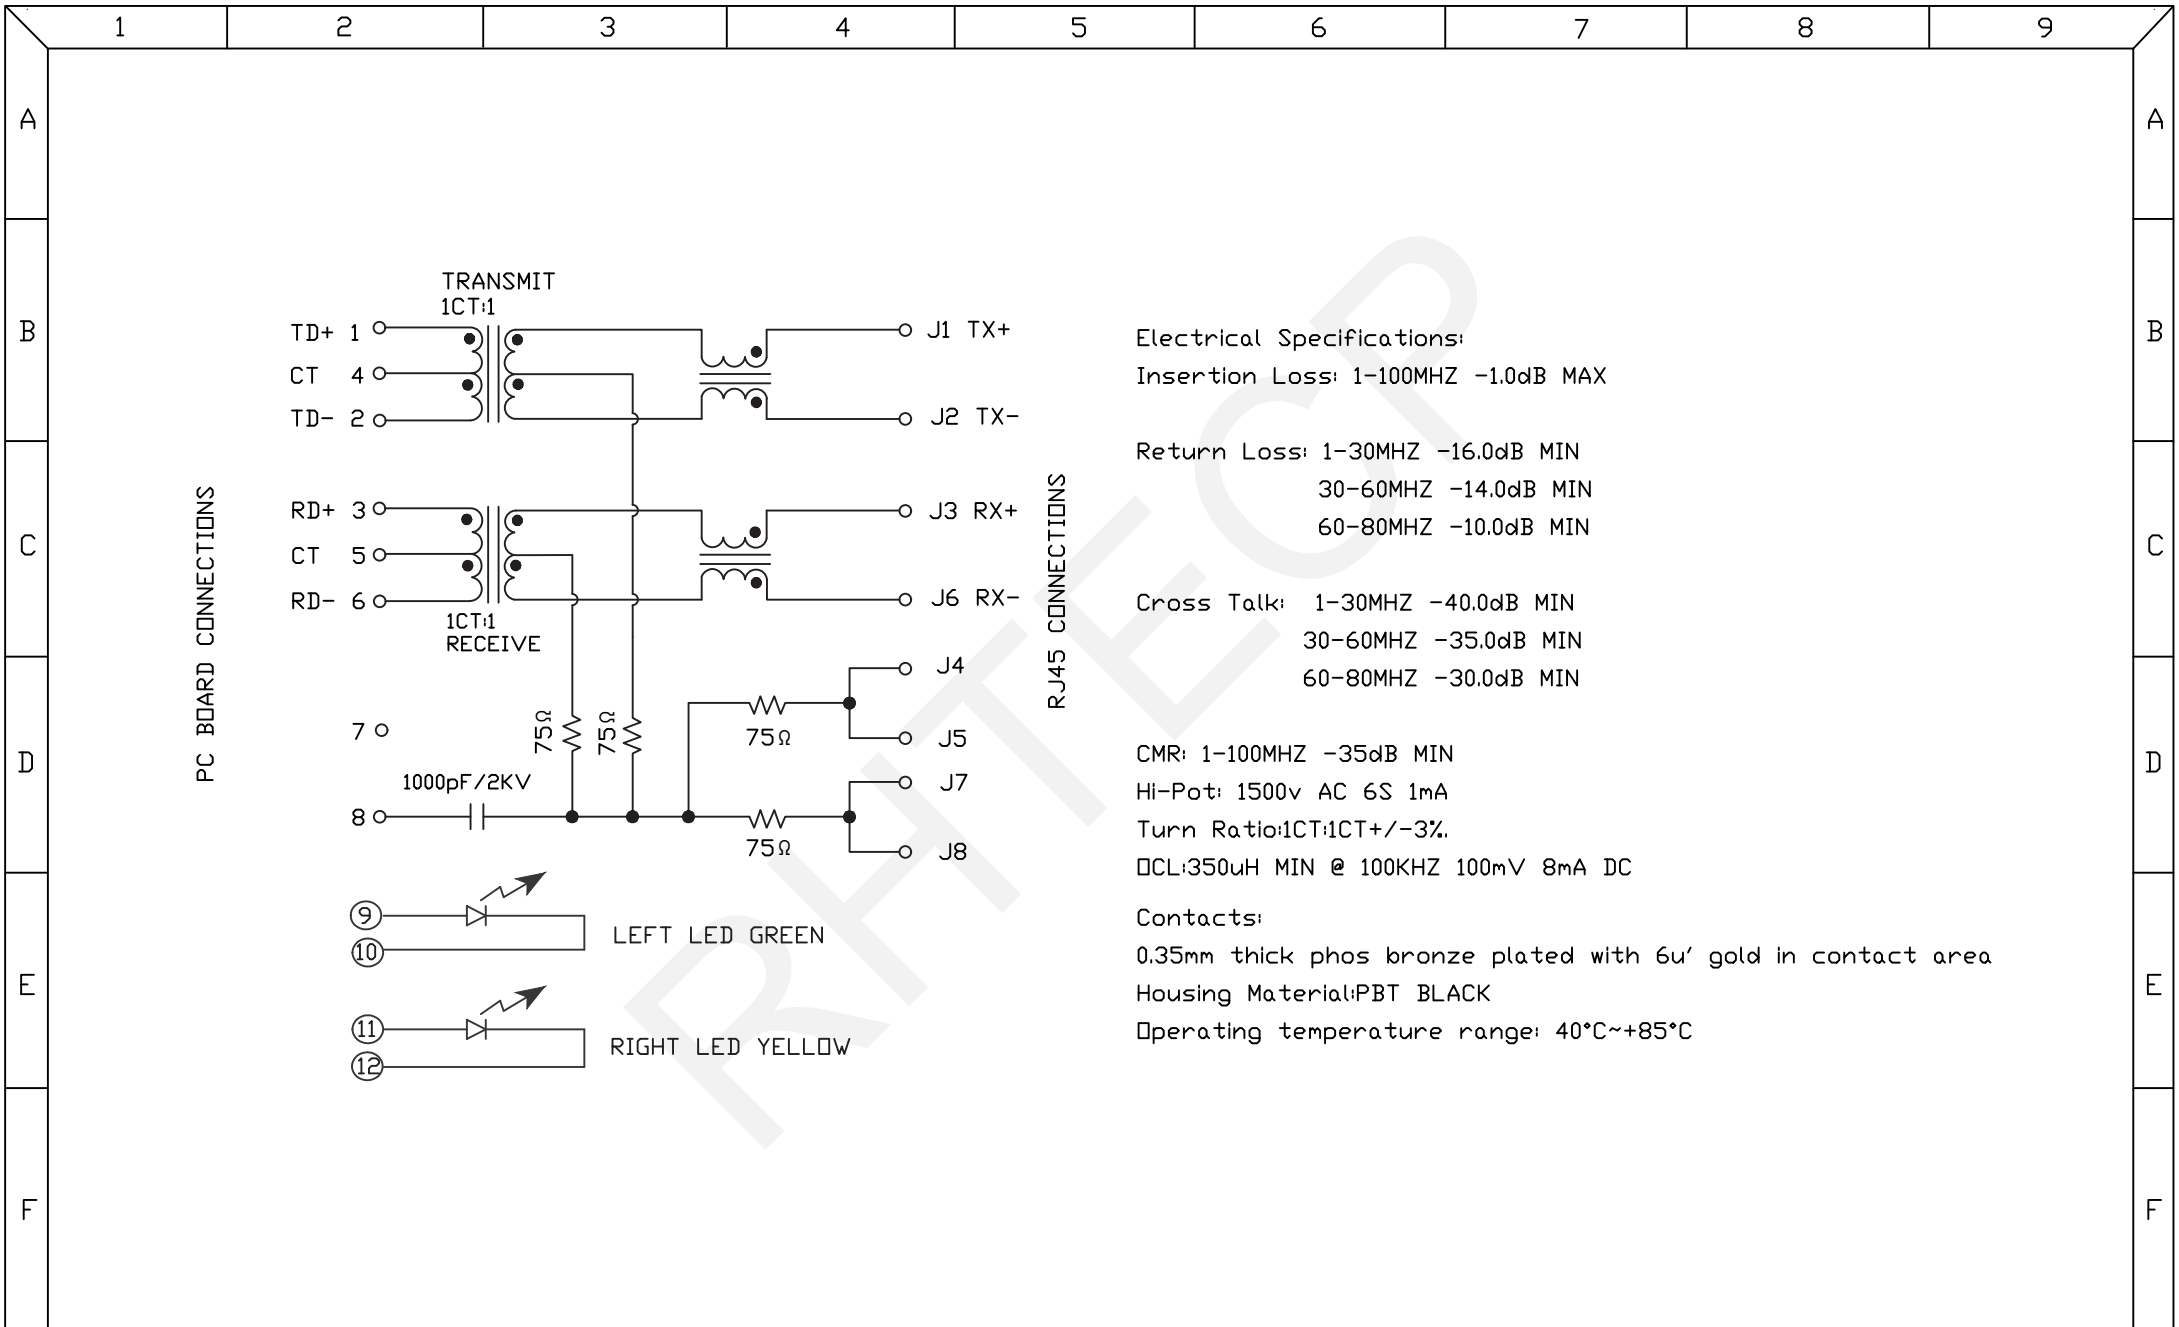 1 2 3 4 5 6 7 8 9
A A
B B
C C
D D
E E
F F
TRANSMIT
1CT:1
TD+ 1
CT 4
TD- 2
J1 TX+
J2 TX-
RD+ 3
CT 5
RD- 6
J3 RX+
J6 RX-
1CT:1
RECEIVE
PC BOARD CONNECTIONS
RJ45 CONNECTIONS
J4
J5
J7
J8
7
8
1000pF/2KV
75Ω
75Ω
75Ω
75Ω
9
10
LEFT LED GREEN
11
12
RIGHT LED YELLOW
Electrical Specifications:
Insertion Loss: 1-100MHZ -1.0dB MAX
Return Loss: 1-30MHZ -16.0dB MIN
30-60MHZ -14.0dB MIN
60-80MHZ -10.0dB MIN
Cross Talk: 1-30MHZ -40.0dB MIN
30-60MHZ -35.0dB MIN
60-80MHZ -30.0dB MIN
CMR: 1-100MHZ -35dB MIN
Hi-Pot: 1500v AC 6S 1mA
Turn Ratio:1CT:1CT+/-3%.
OCL:350uH MIN @ 100KHZ 100mV 8mA DC
Contacts:
0.35mm thick phos bronze plated with 6u' gold in contact area
Housing Material:PBT BLACK
Operating temperature range: 40°C~+85°C
RHTECP